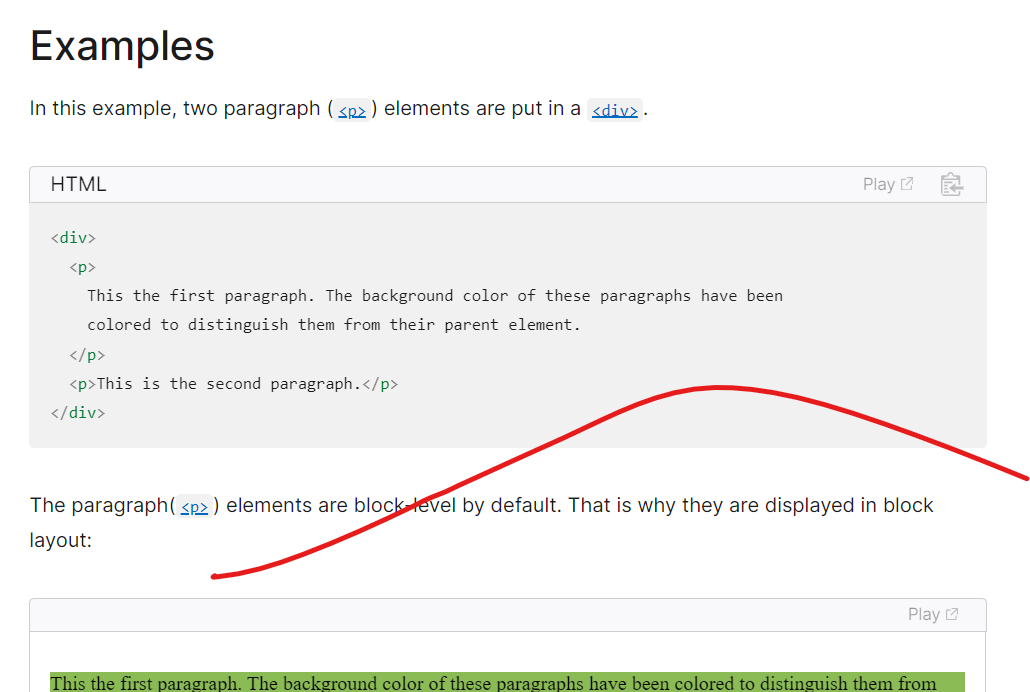 Examples
In this example, two paragraph (<p>) elements are put in a <div>.
HTML Play
<div>
<p>
This the first paragraph. The background color of these paragraphs have been
colored to distinguish them from their parent element.
</p>
<p>This is the second paragraph.</p>
</div>
The paragraph(<p>) elements are block-level by default. That is why they are displayed in block
layout:
Play
This the first paragraph. The background color of these paragraphs have been colored to distinguish them from